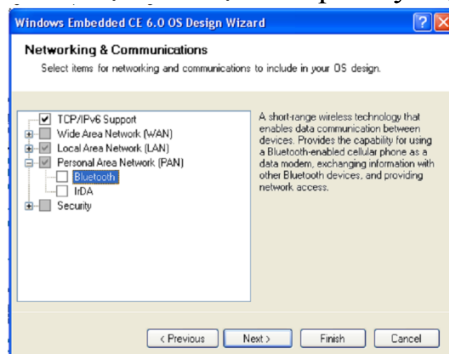 Windows Embedded CE 6.0 OS Design Wizard
Networking & Communications
Select items for networking and communications to include in your OS design.
TCP/IPv6 Support
Wide Area Network (WAN)
Local Area Network (LAN)
Personal Area Network (PAN)
Bluetooth
IrDA
Security
A short-range wireless technology that
enables data communication between
devices. Provides the capability for using
a Bluetooth-enabled cellular phone as a
data modem, exchanging information with
other Bluetooth devices, and providing
network access.
< Previous
Next >
Finish
Cancel